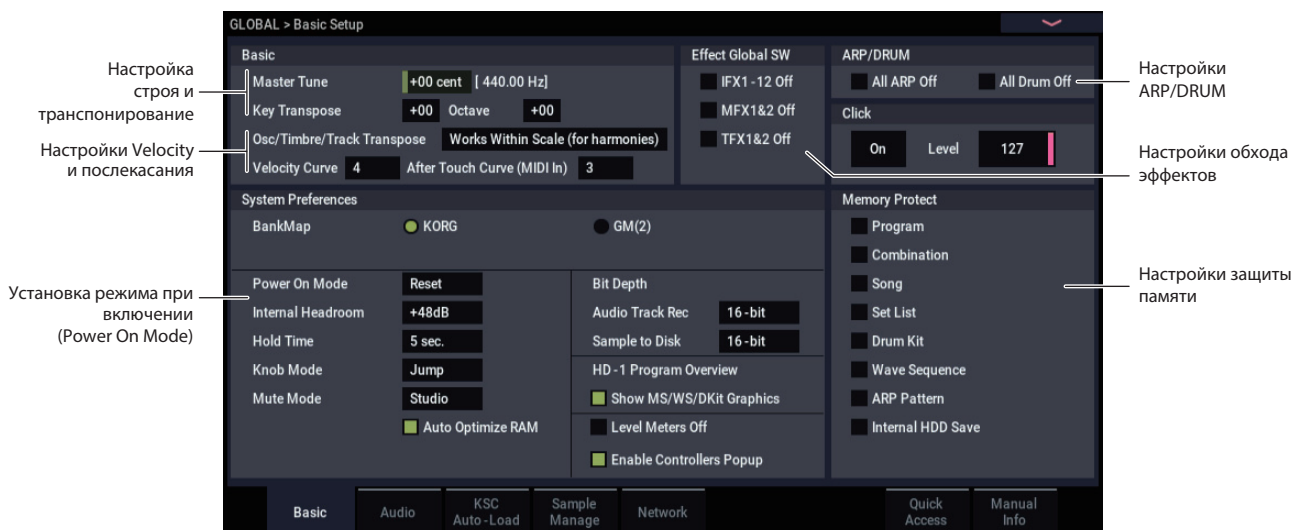 GLOBAL > Basic Setup
Настройка
строя и
транспонирование
Настройки Velocity
и послекасания
Установка режима при
включении
(Power On Mode)
Basic
Master Tune +00 cent [ 440.00 Hz]
Key Transpose +00 Octave +00
Osc/Timbre/Track Transpose Works Within Scale (for harmonies)
Velocity Curve 4 After Touch Curve (MIDI In) 3
Effect Global SW
IFX1-12 Off
MFX1&2 Off
TFX1&2 Off
ARP/DRUM
All ARP Off All Drum Off
Click
On Level 127
System Preferences
BankMap KORG GM(2)
Power On Mode Reset
Internal Headroom +48dB
Hold Time 5 sec.
Knob Mode Jump
Mute Mode Studio
Auto Optimize RAM
Bit Depth
Audio Track Rec 16-bit
Sample to Disk 16-bit
HD-1 Program Overview
Show MS/WS/DKit Graphics
Level Meters Off
Enable Controllers Popup
Memory Protect
Program
Combination
Song
Set List
Drum Kit
Wave Sequence
ARP Pattern
Internal HDD Save
Настройки
ARP/DRUM
Настройки обхода
эффектов
Настройки защиты
памяти
Basic
Audio
KSC
Auto-Load
Sample
Manage
Network
Quick
Access
Manual
Info